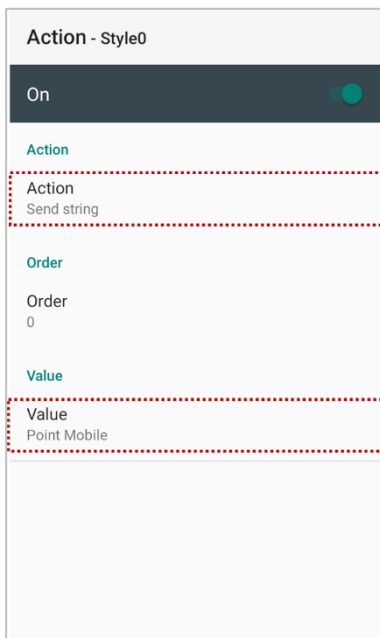 Action - Style0
On
Action
Action
Send string
Order
Order
0
Value
Value
Point Mobile